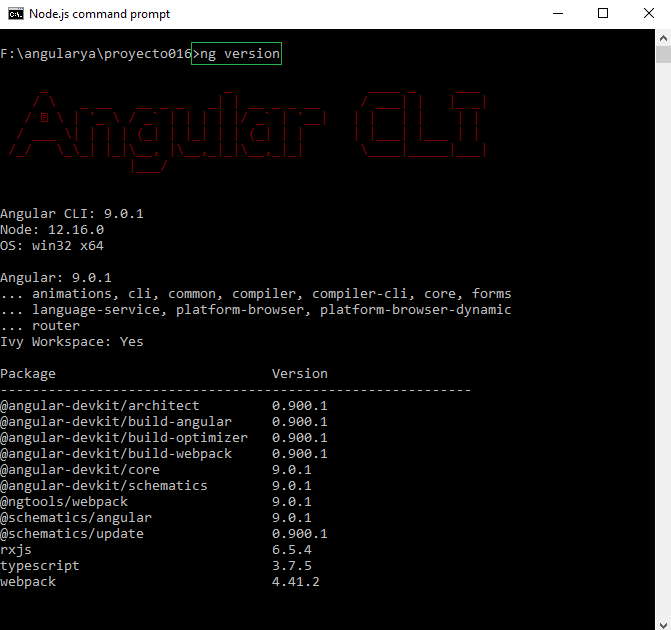 Node.js command prompt
F:\angularya\proyecto016>ng version
Angular CLI
Angular CLI: 9.0.1
Node: 12.16.0
OS: win32 x64
Angular: 9.0.1
... animations, cli, common, compiler, compiler-cli, core, forms
... language-service, platform-browser, platform-browser-dynamic
... router
Ivy Workspace: Yes
Package Version
-----------------------------------------------------------
@angular-devkit/architect 0.900.1
@angular-devkit/build-angular 0.900.1
@angular-devkit/build-optimizer 0.900.1
@angular-devkit/build-webpack 0.900.1
@angular-devkit/core 9.0.1
@angular-devkit/schematics 9.0.1
@ngtools/webpack 9.0.1
@schematics/angular 9.0.1
@schematics/update 0.900.1
rxjs 6.5.4
typescript 3.7.5
webpack 4.41.2